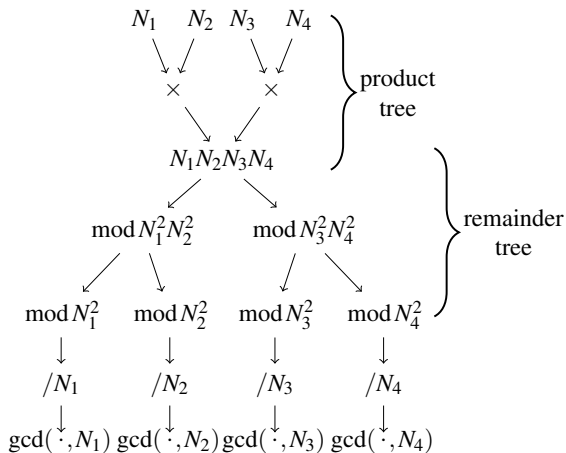 N₁ N₂ N₃ N₄
× ×
product
tree
N₁N₂N₃N₄
mod N₁²N₂² mod N₃²N₄²
remainder
tree
mod N₁² mod N₂² mod N₃² mod N₄²
/N₁ /N₂ /N₃ /N₄
gcd(·,N₁) gcd(·,N₂) gcd(·,N₃) gcd(·,N₄)